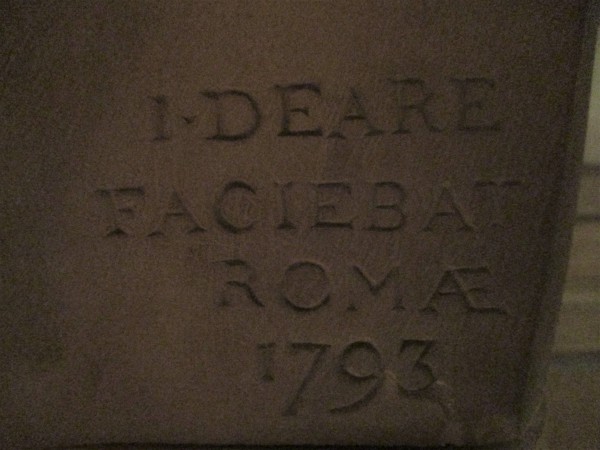 I·DEARE
FACIEBAT
ROMÆ
1793